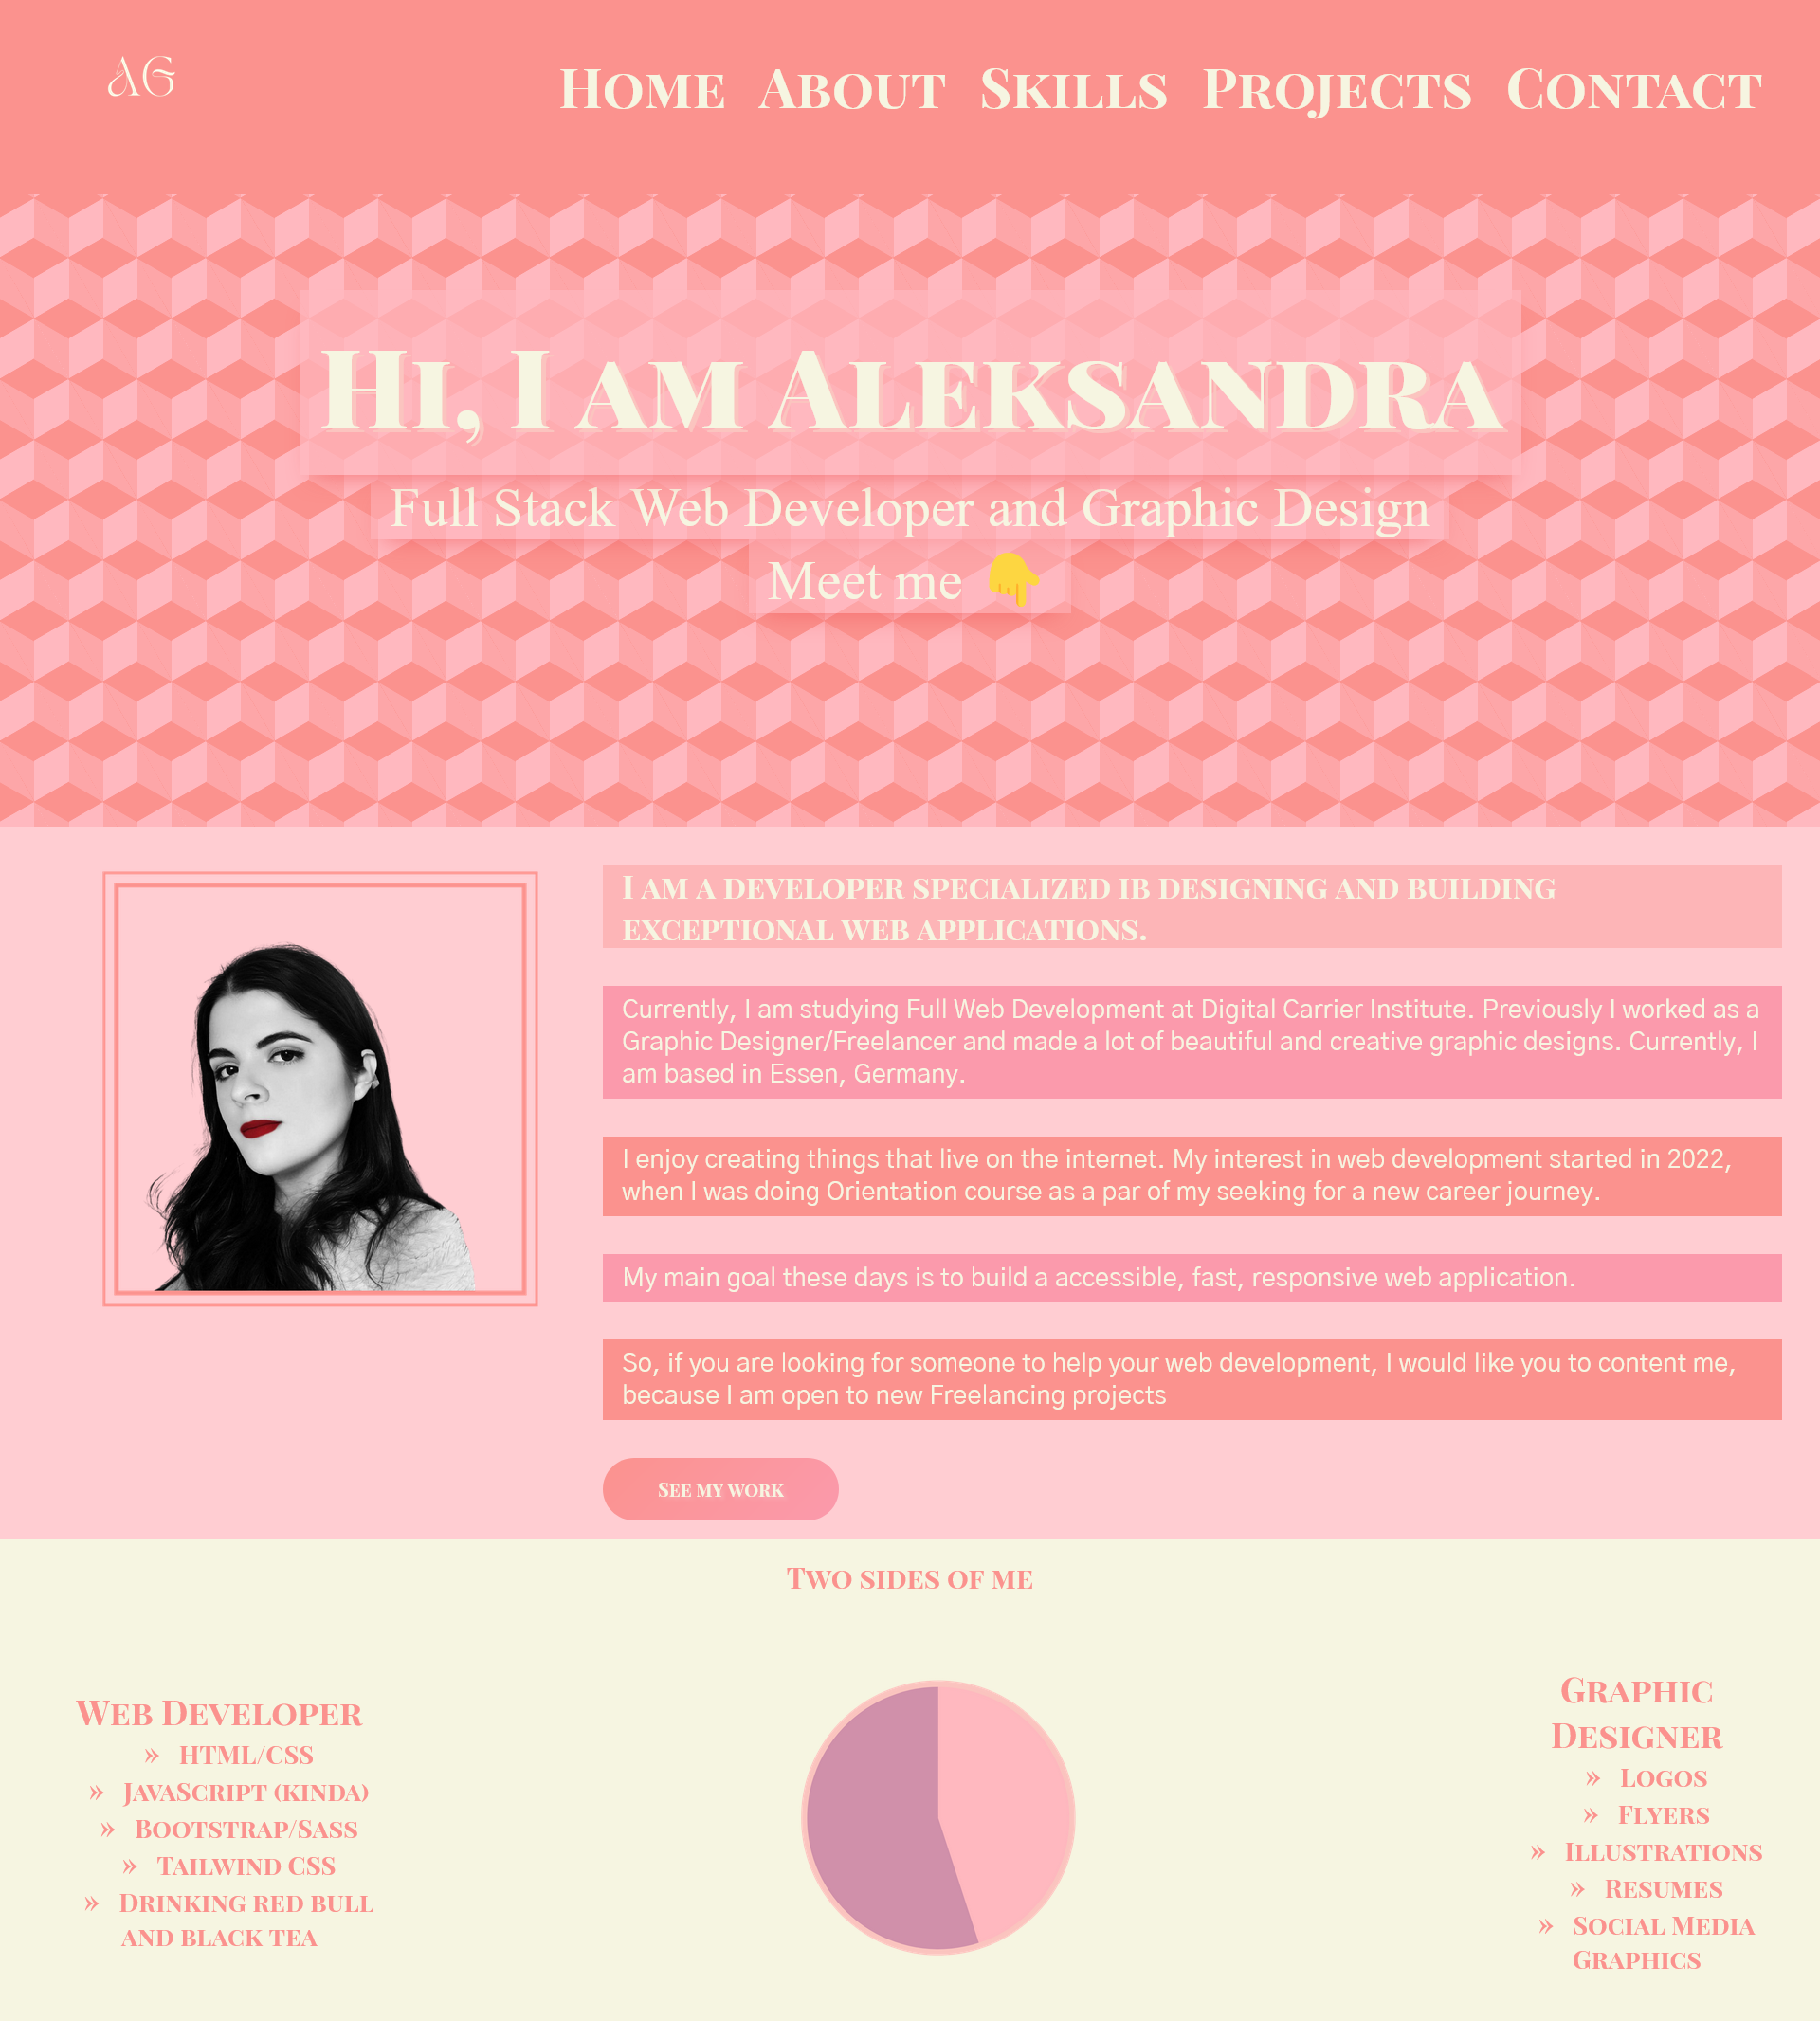 AG
Home About Skills Projects Contact
Hi, I am Aleksandra
Full Stack Web Developer and Graphic Design
Meet me 👇
I am a developer specialized ib designing and building
exceptional web applications.
Currently, I am studying Full Web Development at Digital Carrier Institute. Previously I worked as a
Graphic Designer/Freelancer and made a lot of beautiful and creative graphic designs. Currently, I
am based in Essen, Germany.
I enjoy creating things that live on the internet. My interest in web development started in 2022,
when I was doing Orientation course as a par of my seeking for a new career journey.
My main goal these days is to build a accessible, fast, responsive web application.
So, if you are looking for someone to help your web development, I would like you to content me,
because I am open to new Freelancing projects
See my work
Two sides of me
Web Developer
» HTML/CSS
» JavaScript (kinda)
» Bootstrap/Sass
» Tailwind CSS
» Drinking red bull
and black tea
Graphic
Designer
» Logos
» Flyers
» Illustrations
» Resumes
» Social Media
Graphics